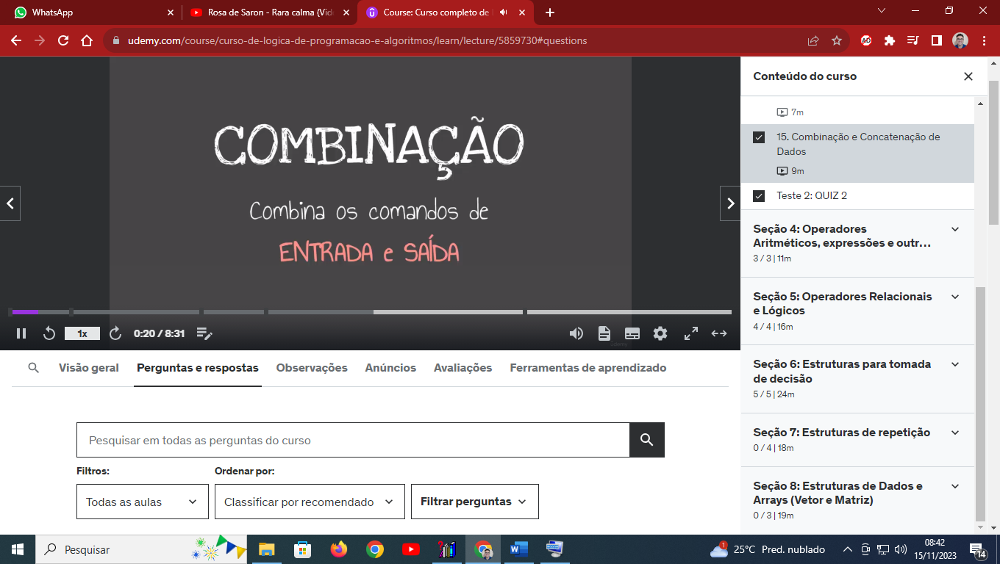 WhatsApp
Rosa de Saron - Rara calma (Vid
Course: Curso completo de
udemy.com/course/curso-de-logica-de-programacao-e-algoritmos/learn/lecture/5859730#questions
COMBINAÇÃO
Combina os comandos de
ENTRADA e SAÍDA
1x
0:20 / 8:31
Udemy
Visão geral
Perguntas e respostas
Observações
Anúncios
Avaliações
Ferramentas de aprendizado
Pesquisar em todas as perguntas do curso
Filtros:
Ordenar por:
Todas as aulas
Classificar por recomendado
Filtrar perguntas
Conteúdo do curso
7m
15. Combinação e Concatenação de
Dados
9m
Teste 2: QUIZ 2
Seção 4: Operadores
Aritméticos, expressões e outr...
3 / 3 | 11m
Seção 5: Operadores Relacionais
e Lógicos
4 / 4 | 16m
Seção 6: Estruturas para tomada
de decisão
5 / 5 | 24m
Seção 7: Estruturas de repetição
0 / 4 | 18m
Seção 8: Estruturas de Dados e
Arrays (Vetor e Matriz)
0 / 3 | 19m
Pesquisar
1
25°C Pred. nublado
08:42
15/11/2023
14